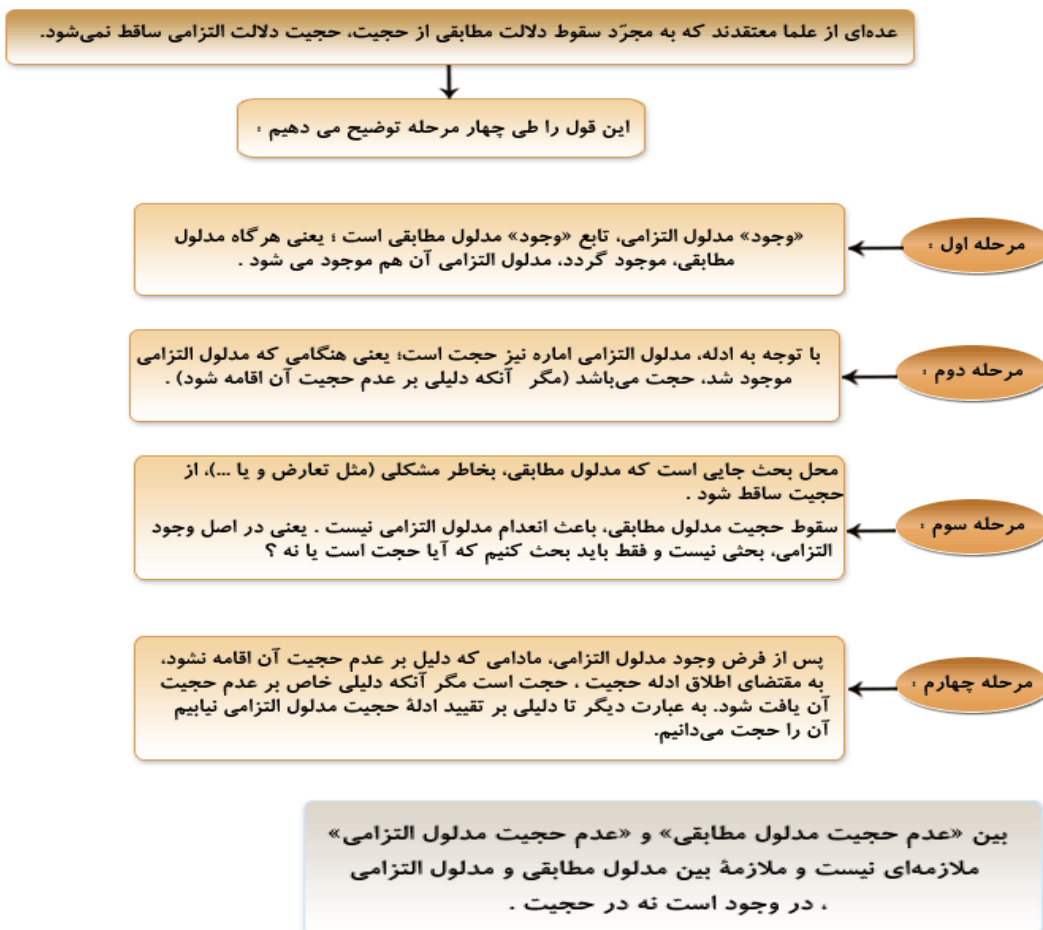 عده‌ای از علما معتقدند که به مجرّد سقوط دلالت مطابقی از حجیت، حجیت دلالت التزامی ساقط نمی‌شود.
این قول را طی چهار مرحله توضیح می دهیم :
مرحله اول :
«وجود» مدلول التزامی، تابع «وجود» مدلول مطابقی است ؛ یعنی هر گاه مدلول
مطابقی، موجود گردد، مدلول التزامی آن هم موجود می شود .
مرحله دوم :
با توجه به ادله، مدلول التزامی اماره نیز حجت است؛ یعنی هنگامی که مدلول التزامی
موجود شد، حجت می‌باشد (مگر آنکه دلیلی بر عدم حجیت آن اقامه شود) .
مرحله سوم :
محل بحث جایی است که مدلول مطابقی، بخاطر مشکلی (مثل تعارض و یا ...)، از
حجیت ساقط شود .
سقوط حجیت مدلول مطابقی، باعث انعدام مدلول التزامی نیست . یعنی در اصل وجود
التزامی، بحثی نیست و فقط باید بحث کنیم که آیا حجت است یا نه ؟
مرحله چهارم :
پس از فرض وجود مدلول التزامی، مادامی که دلیل بر عدم حجیت آن اقامه نشود،
به مقتضای اطلاق ادله حجیت ، حجت است مگر آنکه دلیلی خاص بر عدم حجیت
آن یافت شود. به عبارت دیگر تا دلیلی بر تقیید ادلهٔ حجیت مدلول التزامی نیابیم
آن را حجت می‌دانیم.
بین «عدم حجیت مدلول مطابقی» و «عدم حجیت مدلول التزامی»
ملازمه‌ای نیست و ملازمهٔ بین مدلول مطابقی و مدلول التزامی
، در وجود است نه در حجیت .